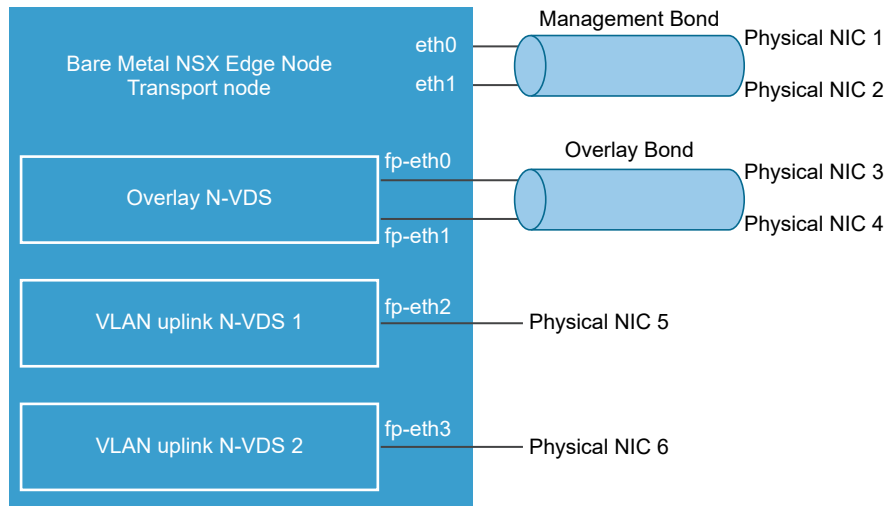 Management Bond
eth0
Physical NIC 1
Bare Metal NSX Edge Node
Transport node
eth1
Physical NIC 2
Overlay Bond
fp-eth0
Physical NIC 3
Overlay N-VDS
fp-eth1
Physical NIC 4
VLAN uplink N-VDS 1
fp-eth2
Physical NIC 5
VLAN uplink N-VDS 2
fp-eth3
Physical NIC 6